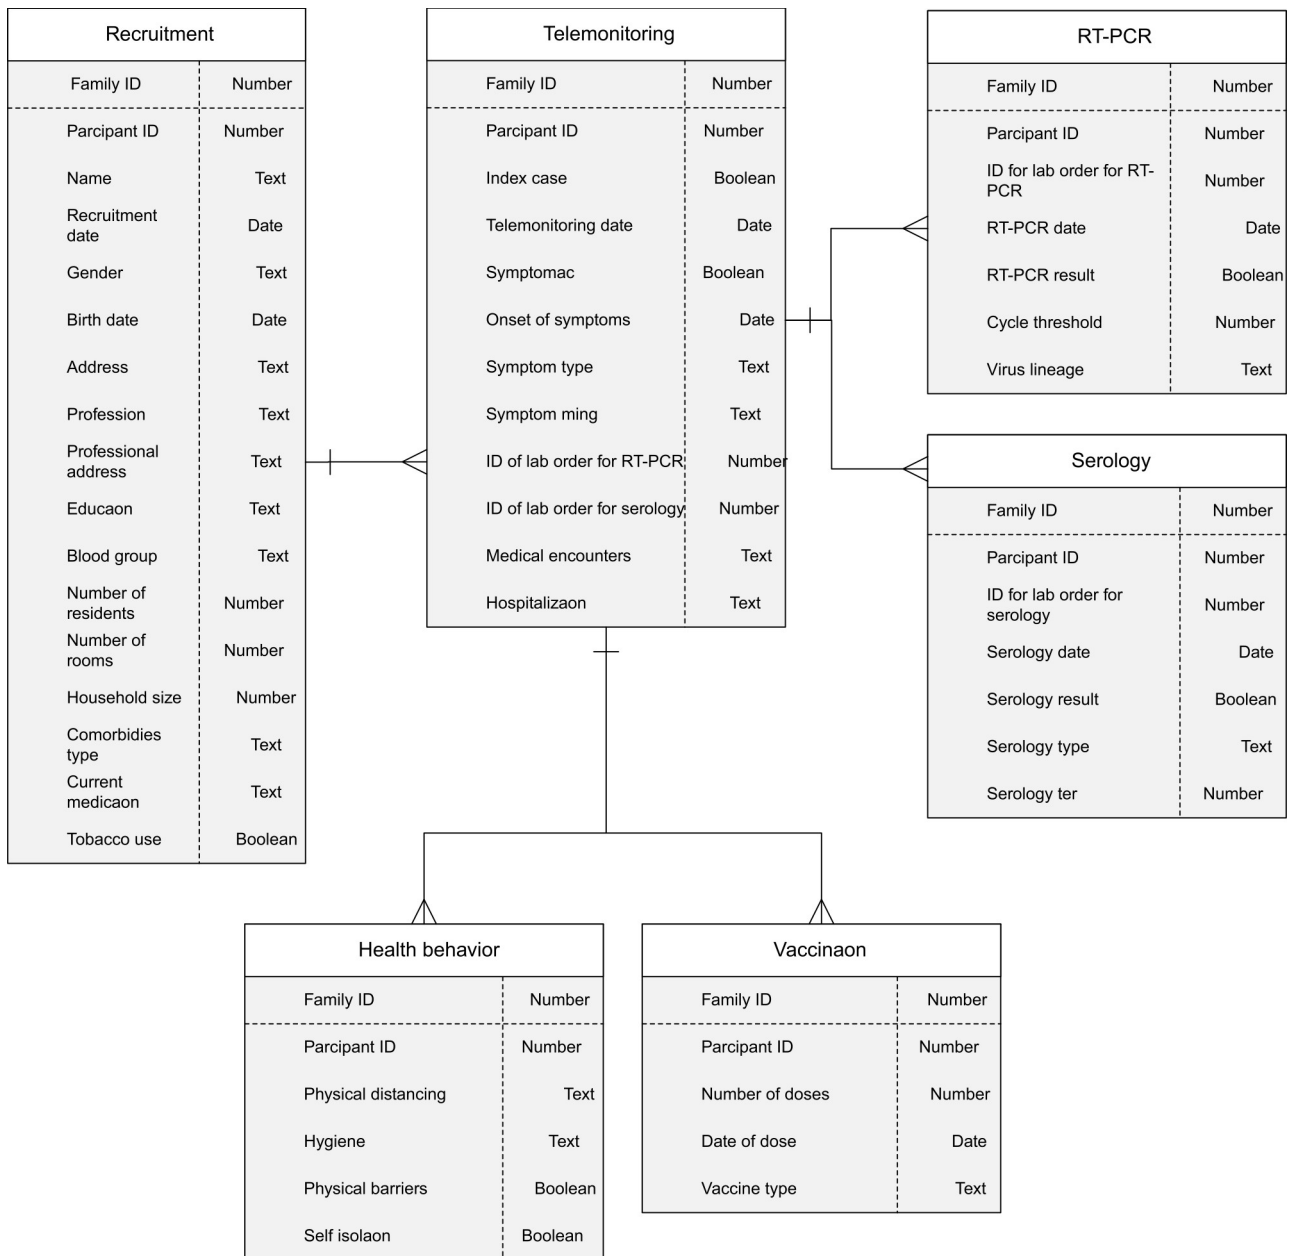 Recruitment
Family ID Number
Parcipant ID Number
Name Text
Recruitment
date Date
Gender Text
Birth date Date
Address Text
Profession Text
Professional
address Text
Educaon Text
Blood group Text
Number of
residents Number
Number of
rooms Number
Household size Number
Comorbidies
type Text
Current
medicaon Text
Tobacco use Boolean
Telemonitoring
Family ID Number
Parcipant ID Number
Index case Boolean
Telemonitoring date Date
Symptomac Boolean
Onset of symptoms Date
Symptom type Text
Symptom ming Text
ID of lab order for RT-PCR Number
ID of lab order for serology Number
Medical encounters Text
Hospitalizaon Text
RT-PCR
Family ID Number
Parcipant ID Number
ID for lab order for RT-
PCR Number
RT-PCR date Date
RT-PCR result Boolean
Cycle threshold Number
Virus lineage Text
Serology
Family ID Number
Parcipant ID Number
ID for lab order for
serology Number
Serology date Date
Serology result Boolean
Serology type Text
Serology ter Number
Health behavior
Family ID Number
Parcipant ID Number
Physical distancing Text
Hygiene Text
Physical barriers Boolean
Self isolaon Boolean
Vaccinaon
Family ID Number
Parcipant ID Number
Number of doses Number
Date of dose Date
Vaccine type Text